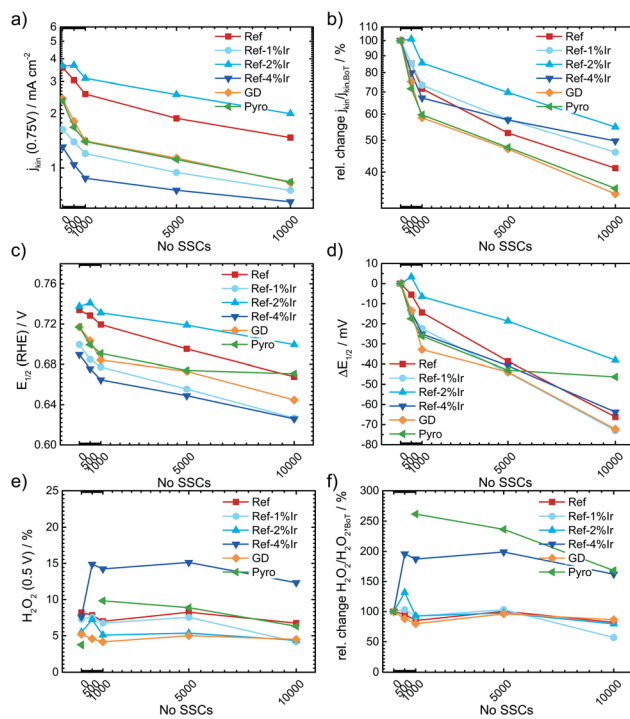 a)
j_kin (0.75V) / mA cm⁻²
6
5
4
3
2
1
Ref
Ref-1%Ir
Ref-2%Ir
Ref-4%Ir
GD
Pyro
0
500
1000
5000
10000
No SSCs
b)
rel. change j_kin/j_kin,BoT / %
110
100
90
80
70
60
50
40
Ref
Ref-1%Ir
Ref-2%Ir
Ref-4%Ir
GD
Pyro
0
500
1000
5000
10000
No SSCs
c)
E_1/2 (RHE) / V
0.76
0.72
0.68
0.64
0.60
Ref
Ref-1%Ir
Ref-2%Ir
Ref-4%Ir
GD
Pyro
0
500
1000
5000
10000
No SSCs
d)
ΔE_1/2 / mV
10
0
-10
-20
-30
-40
-50
-60
-70
-80
Ref
Ref-1%Ir
Ref-2%Ir
Ref-4%Ir
GD
Pyro
0
500
1000
5000
10000
No SSCs
e)
H₂O₂ (0.5 V) / %
25
20
15
10
5
0
Ref
Ref-1%Ir
Ref-2%Ir
Ref-4%Ir
GD
Pyro
0
500
1000
5000
10000
No SSCs
f)
rel. change H₂O₂/H₂O₂,BoT / %
300
250
200
150
100
50
0
Ref
Ref-1%Ir
Ref-2%Ir
Ref-4%Ir
GD
Pyro
0
500
1000
5000
10000
No SSCs